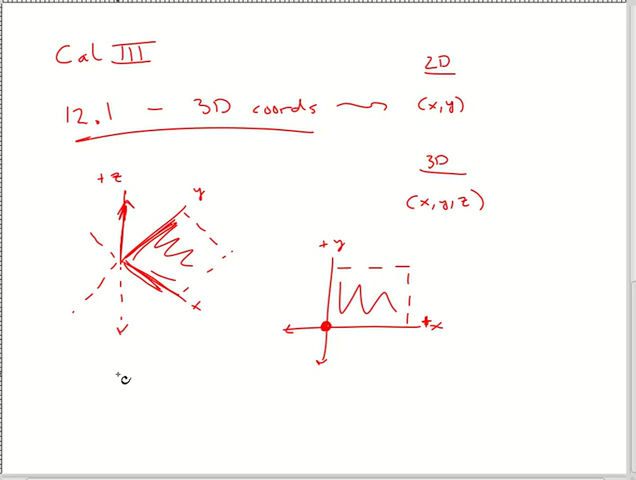 Cal III
2D
12.1 - 3D coords
(x,y)
3D
(x,y,z)
+z
y
x
+y
+x